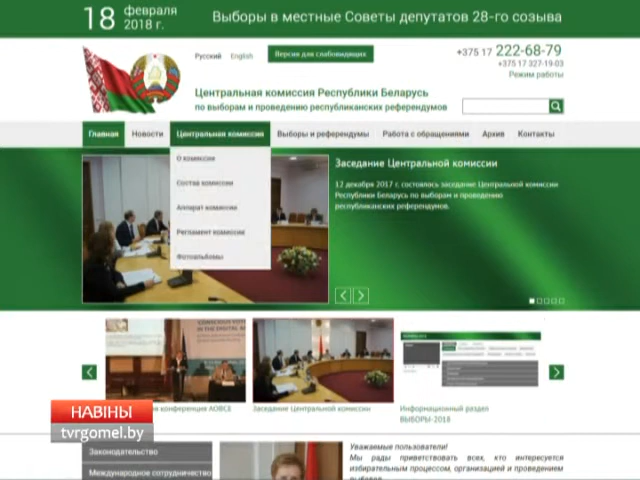 18 февраля 2018 г.
Выборы в местные Советы депутатов 28-го созыва
Русский English Версия для слабовидящих
+375 17 222-68-79
+375 17 327-19-03
Режим работы
Центральная комиссия Республики Беларусь
по выборам и проведению республиканских референдумов
Главная Новости Центральная комиссия Выборы и референдумы Работа с обращениями Архив Контакты
О комиссии
Состав комиссии
Аппарат комиссии
Регламент комиссии
Фотоальбомы
Заседание Центральной комиссии
12 декабря 2017 г. состоялось заседание Центральной комиссии
Республики Беларусь по выборам и проведению
республиканских референдумов.
конференция АОВСЕ
Заседание Центральной комиссии
Информационный раздел
ВЫБОРЫ-2018
НАВІНЫ
tvrgomel.by
Законодательство
Международное сотрудничество
Уважаемые пользователи!
Мы рады приветствовать всех, кто интересуется
избирательным процессом, организацией и проведением